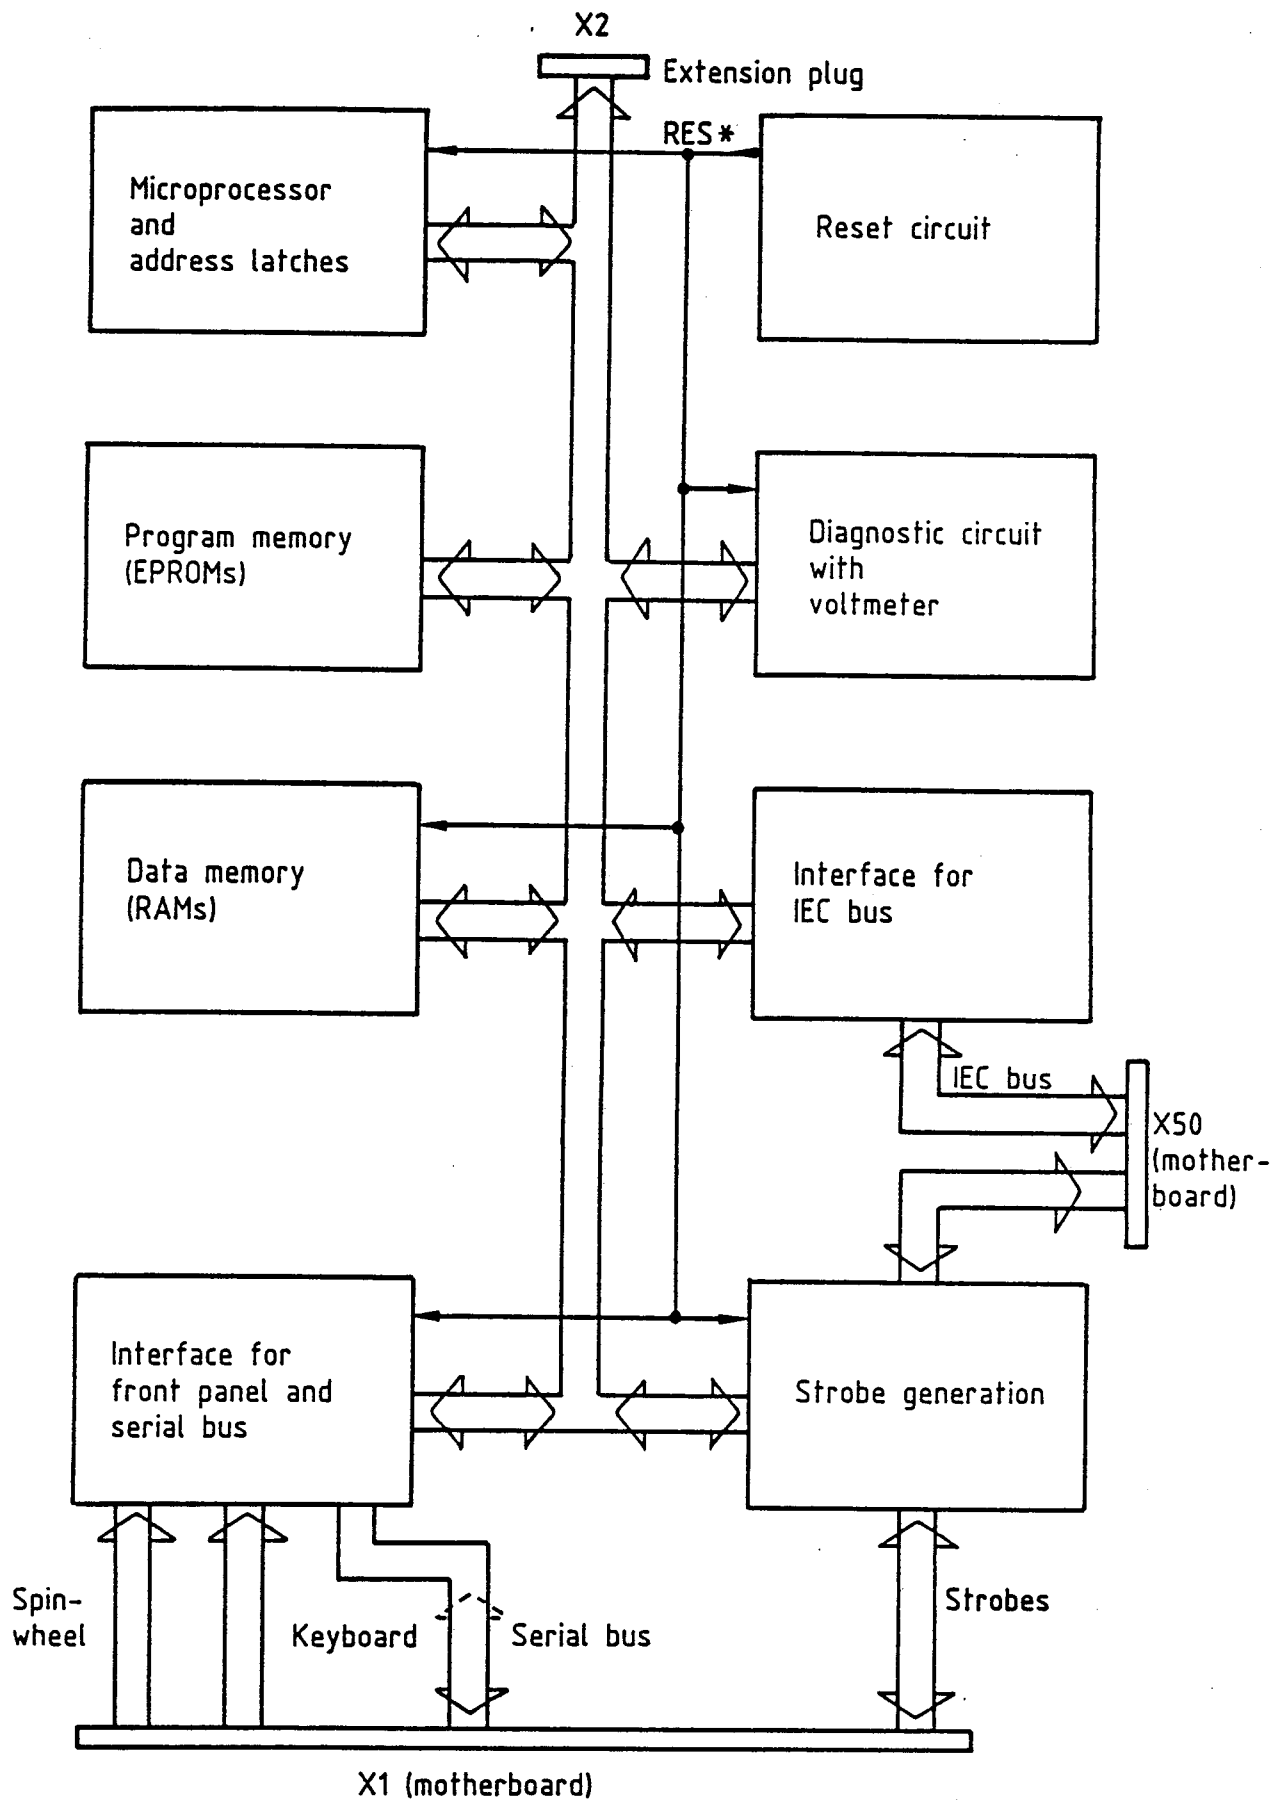 X2
Extension plug
RES*
Microprocessor
and
address latches
Reset circuit
Program memory
(EPROMs)
Diagnostic circuit
with
voltmeter
Data memory
(RAMs)
Interface for
IEC bus
IEC bus
X50
(mother-
board)
Interface for
front panel and
serial bus
Strobe generation
Spin-
wheel
Keyboard
Serial bus
Strobes
X1 (motherboard)